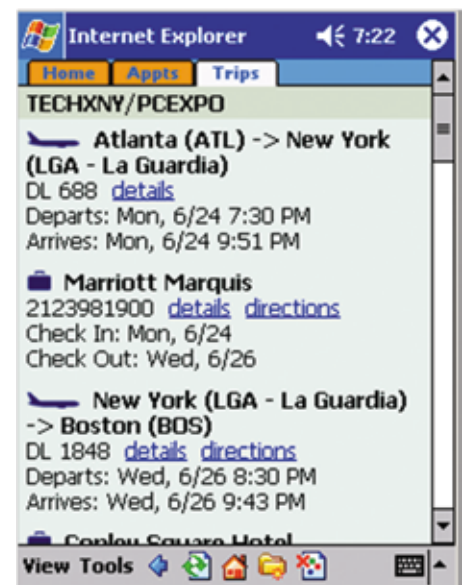 Internet Explorer 7:22
Home Appts Trips
TECHXNY/PCEXPO
Atlanta (ATL) -> New York
(LGA - La Guardia)
DL 688 details
Departs: Mon, 6/24 7:30 PM
Arrives: Mon, 6/24 9:51 PM
Marriott Marquis
2123981900 details directions
Check In: Mon, 6/24
Check Out: Wed, 6/26
New York (LGA - La Guardia)
-> Boston (BOS)
DL 1848 details directions
Departs: Wed, 6/26 8:30 PM
Arrives: Wed, 6/26 9:43 PM
Copley Square Hotel
View Tools